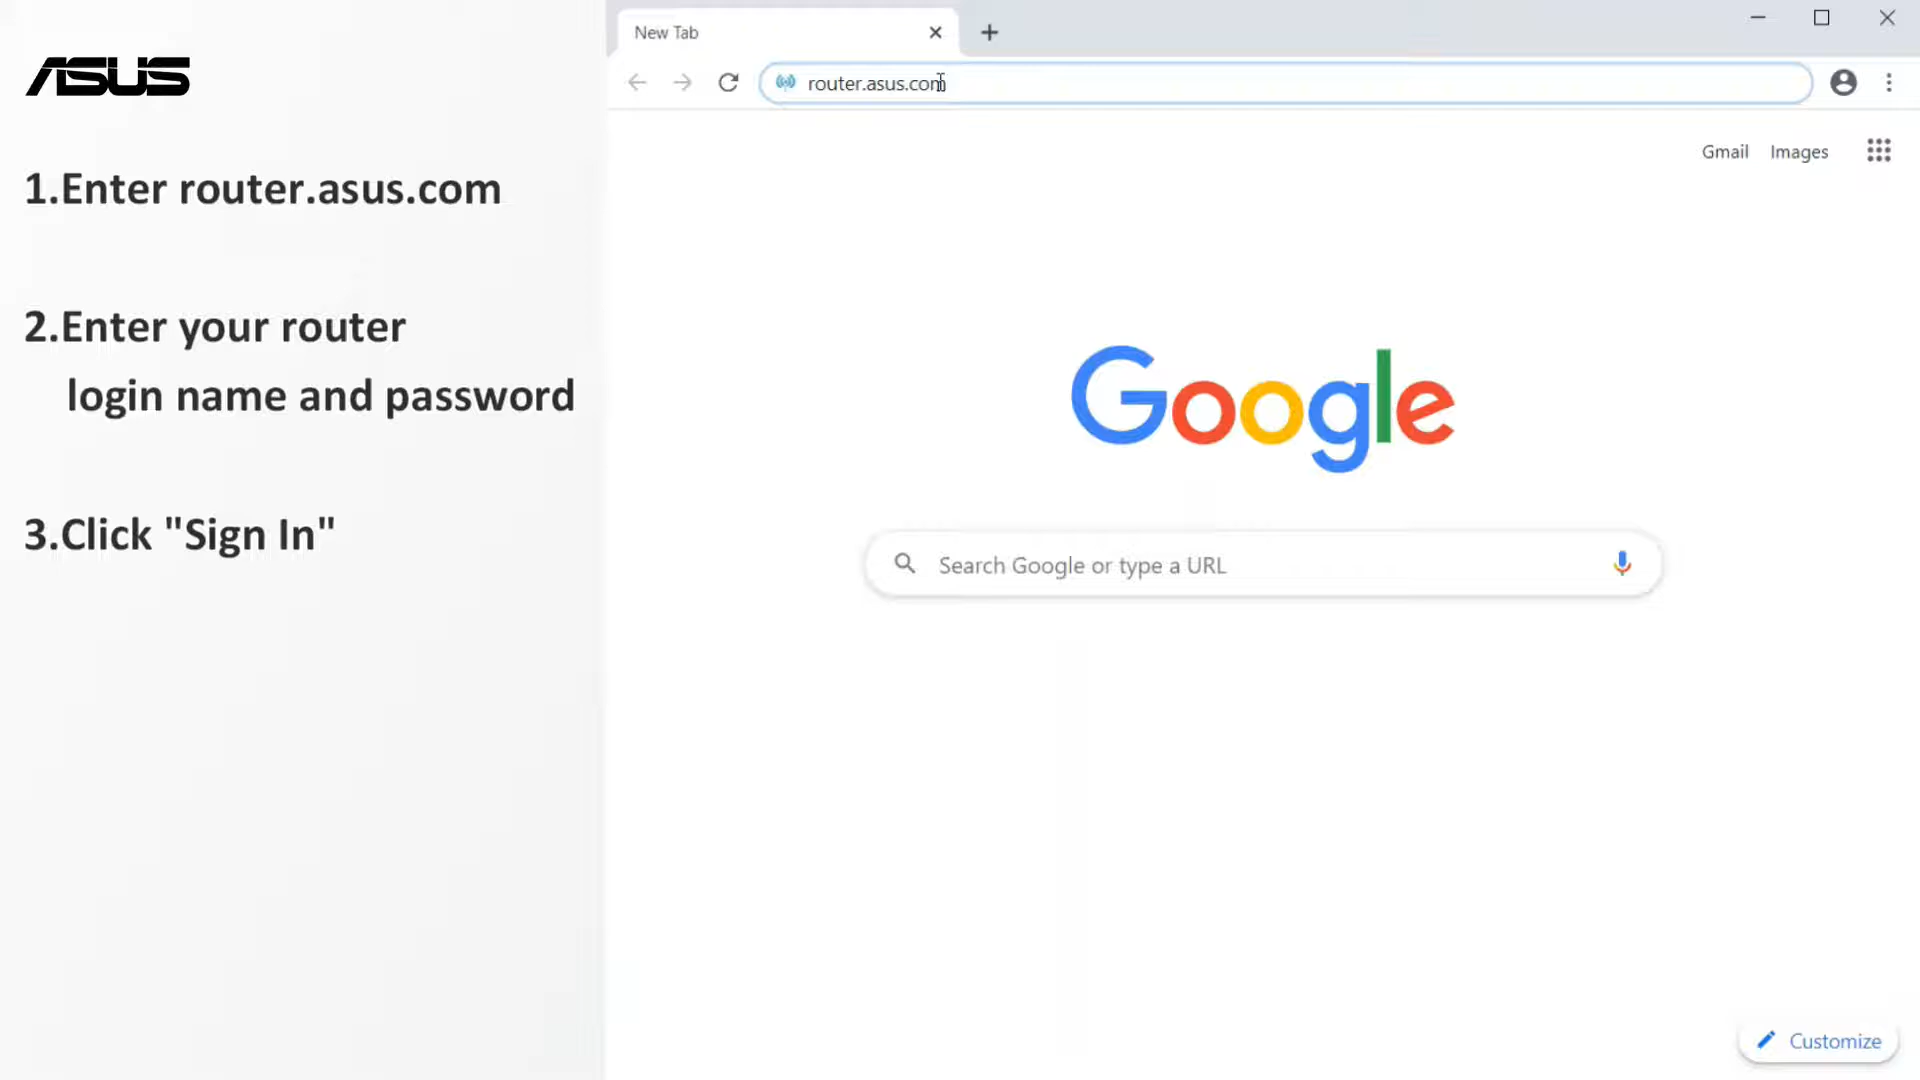 ASUS
1.Enter router.asus.com
2.Enter your router
login name and password
3.Click "Sign In"
New Tab
router.asus.com
Gmail Images
Google
Search Google or type a URL
Customize